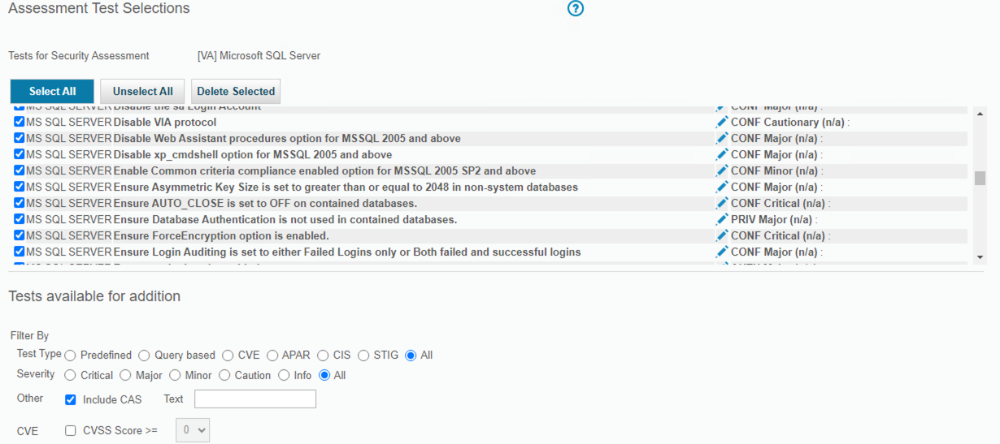 Assessment Test Selections ?
Tests for Security Assessment [VA] Microsoft SQL Server
Select All Unselect All Delete Selected
MS SQL SERVER Disable the sa Login Account CONF Major (n/a) :
MS SQL SERVER Disable VIA protocol CONF Cautionary (n/a) :
MS SQL SERVER Disable Web Assistant procedures option for MSSQL 2005 and above CONF Major (n/a) :
MS SQL SERVER Disable xp_cmdshell option for MSSQL 2005 and above CONF Major (n/a) :
MS SQL SERVER Enable Common criteria compliance enabled option for MSSQL 2005 SP2 and above CONF Minor (n/a) :
MS SQL SERVER Ensure Asymmetric Key Size is set to greater than or equal to 2048 in non-system databases CONF Major (n/a) :
MS SQL SERVER Ensure AUTO_CLOSE is set to OFF on contained databases. CONF Critical (n/a) :
MS SQL SERVER Ensure Database Authentication is not used in contained databases. PRIV Major (n/a) :
MS SQL SERVER Ensure ForceEncryption option is enabled. CONF Critical (n/a) :
MS SQL SERVER Ensure Login Auditing is set to either Failed Logins only or Both failed and successful logins CONF Major (n/a) :
MS SQL SERVER
Tests available for addition
Filter By
Test Type Predefined Query based CVE APAR CIS STIG All
Severity Critical Major Minor Caution Info All
Other Include CAS Text
CVE CVSS Score >= 0